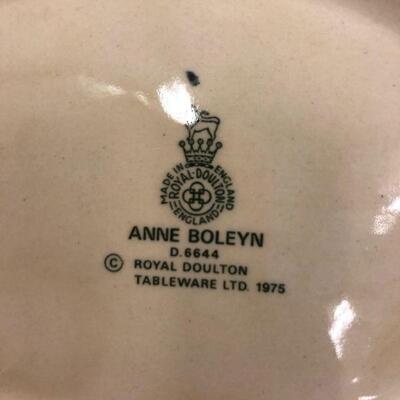 MADE IN ENGLAND
ROYAL-DOULTON
ENGLAND
ANNE BOLEYN
D.6644
© ROYAL DOULTON
TABLEWARE LTD. 1975